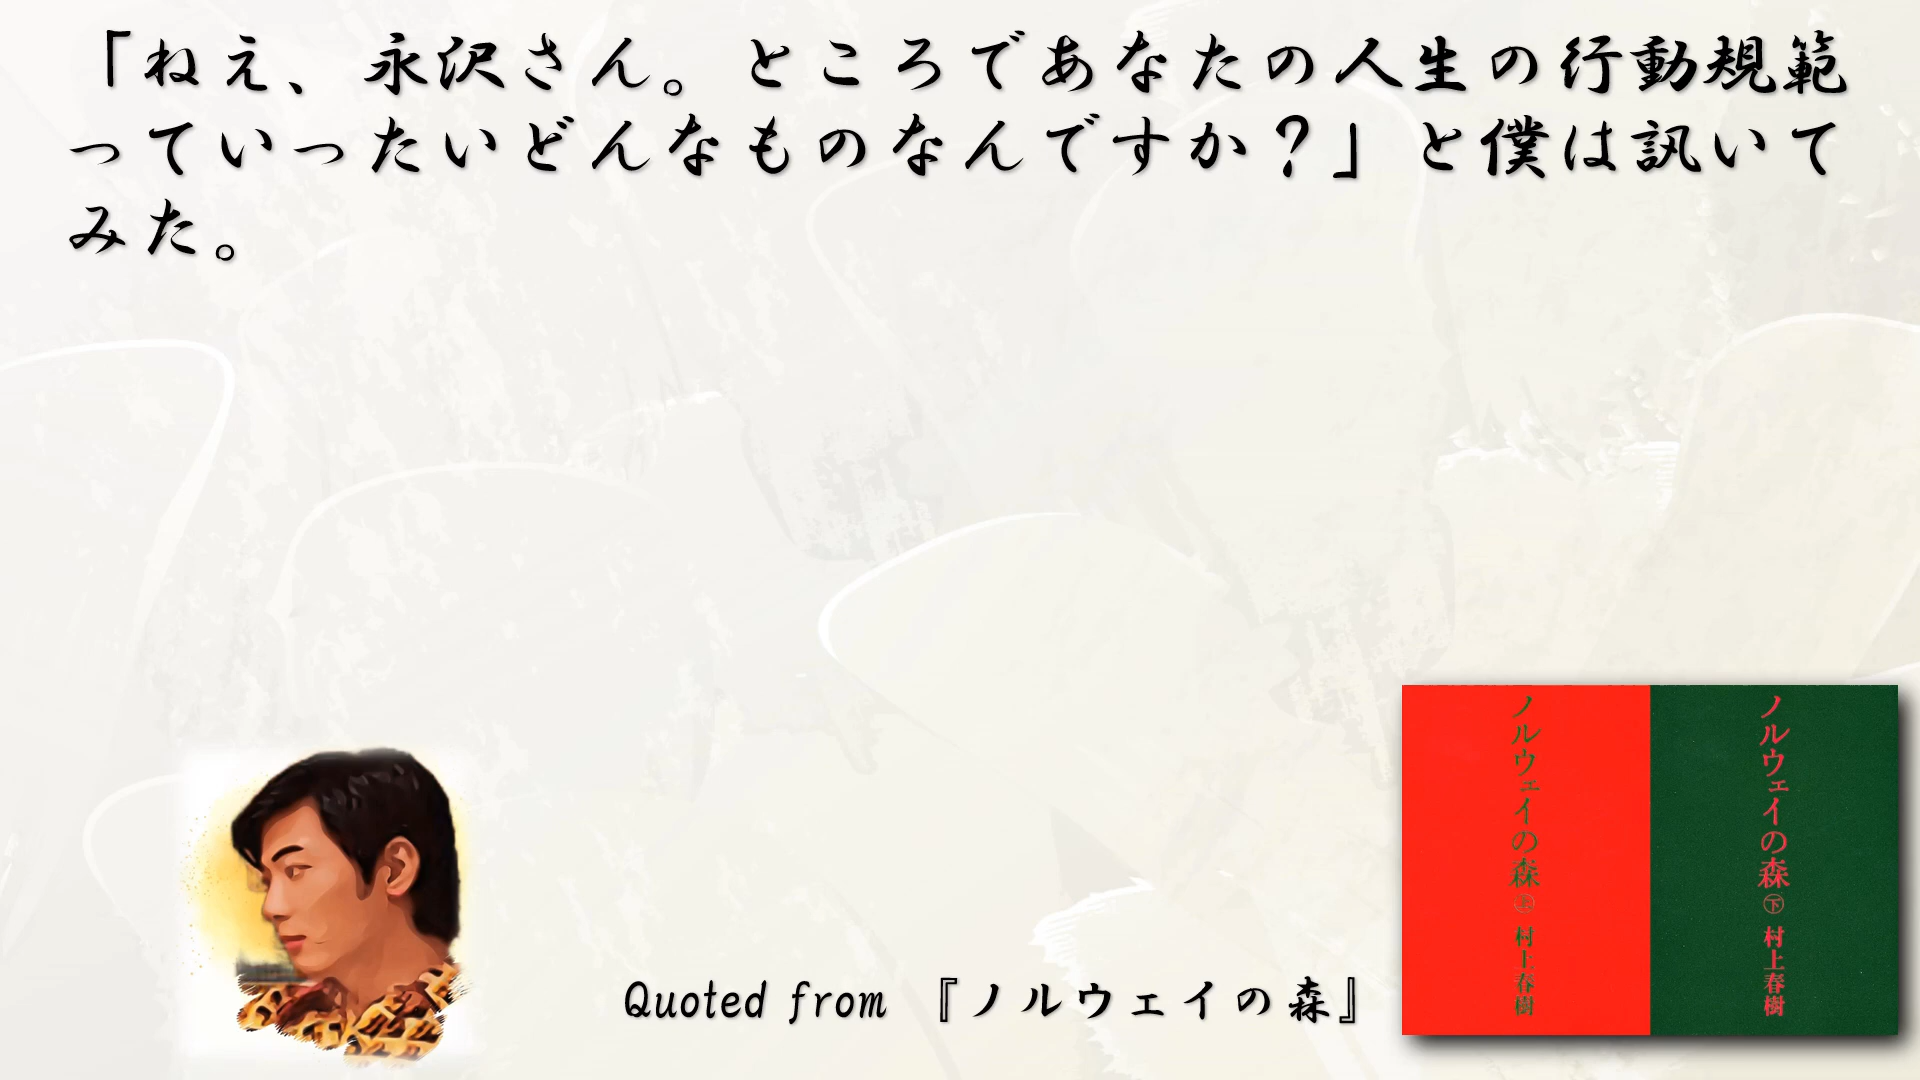 「ねえ、永沢さん。ところであなたの人生の行動規範
っていったいどんなものなんですか？」と僕は訊いて
みた。
Quoted from 『ノルウェイの森』
ノルウェイの森㊤ 村上春樹
ノルウェイの森㊦ 村上春樹